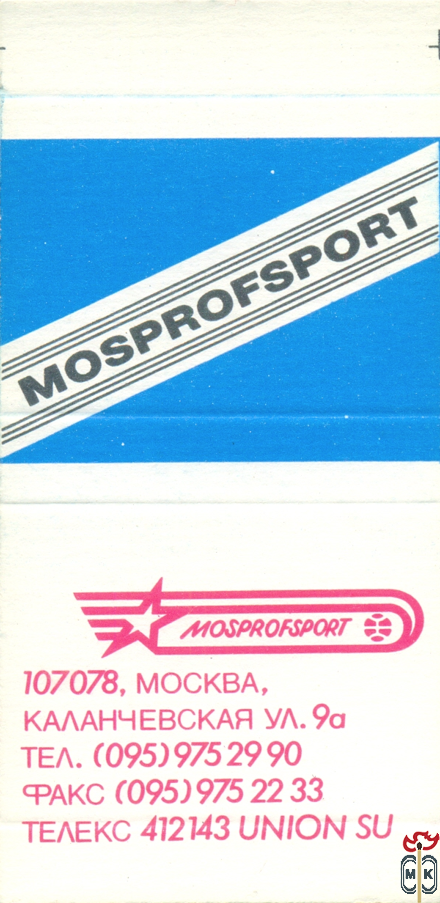 MOSPROFSPORT
MOSPROFSPORT
107078, МОСКВА,
КАЛАНЧЕВСКАЯ УЛ. 9а
ТЕЛ. (095) 975 29 90
ФАКС (095) 975 22 33
ТЕЛЕКС 412143 UNION SU
МК